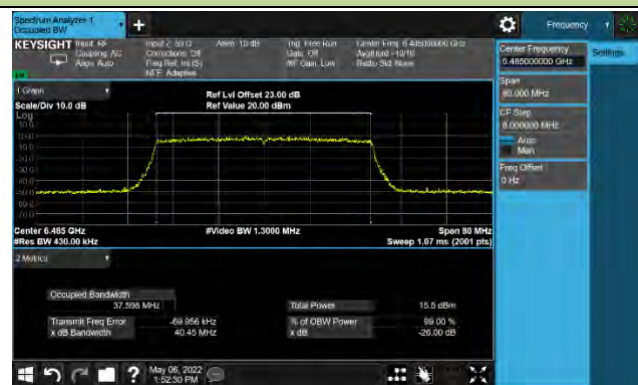 Spectrum Analyzer 1
Occupied BW
+
Frequency
KEYSIGHT Input: RF
Coupling: AC
Align: Auto
Input Z: 50 Ω
Corrections: Off
Freq Ref: Int (S)
NFE: Adaptive
Atten: 10 dB
Trig: Free Run
Gate: Off
#IF Gain: Low
Center Freq: 6.485000000 GHz
Avg|Hold: >10/10
Radio Std: None
Center Frequency
6.485000000 GHz
Settings
Span
80.000 MHz
CF Step
8.000000 MHz
Auto
Man
Freq Offset
0 Hz
1 Graph
Scale/Div 10.0 dB
Ref Lvl Offset 23.00 dB
Ref Value 20.00 dBm
Log
Center 6.485 GHz
#Res BW 430.00 kHz
#Video BW 1.3000 MHz
Span 80 MHz
Sweep 1.07 ms (2001 pts)
2 Metrics
Occupied Bandwidth
37.598 MHz
Total Power
15.5 dBm
Transmit Freq Error
-69.956 kHz
% of OBW Power
99.00 %
x dB Bandwidth
40.45 MHz
x dB
-26.00 dB
?
May 06, 2022
1:52:30 PM